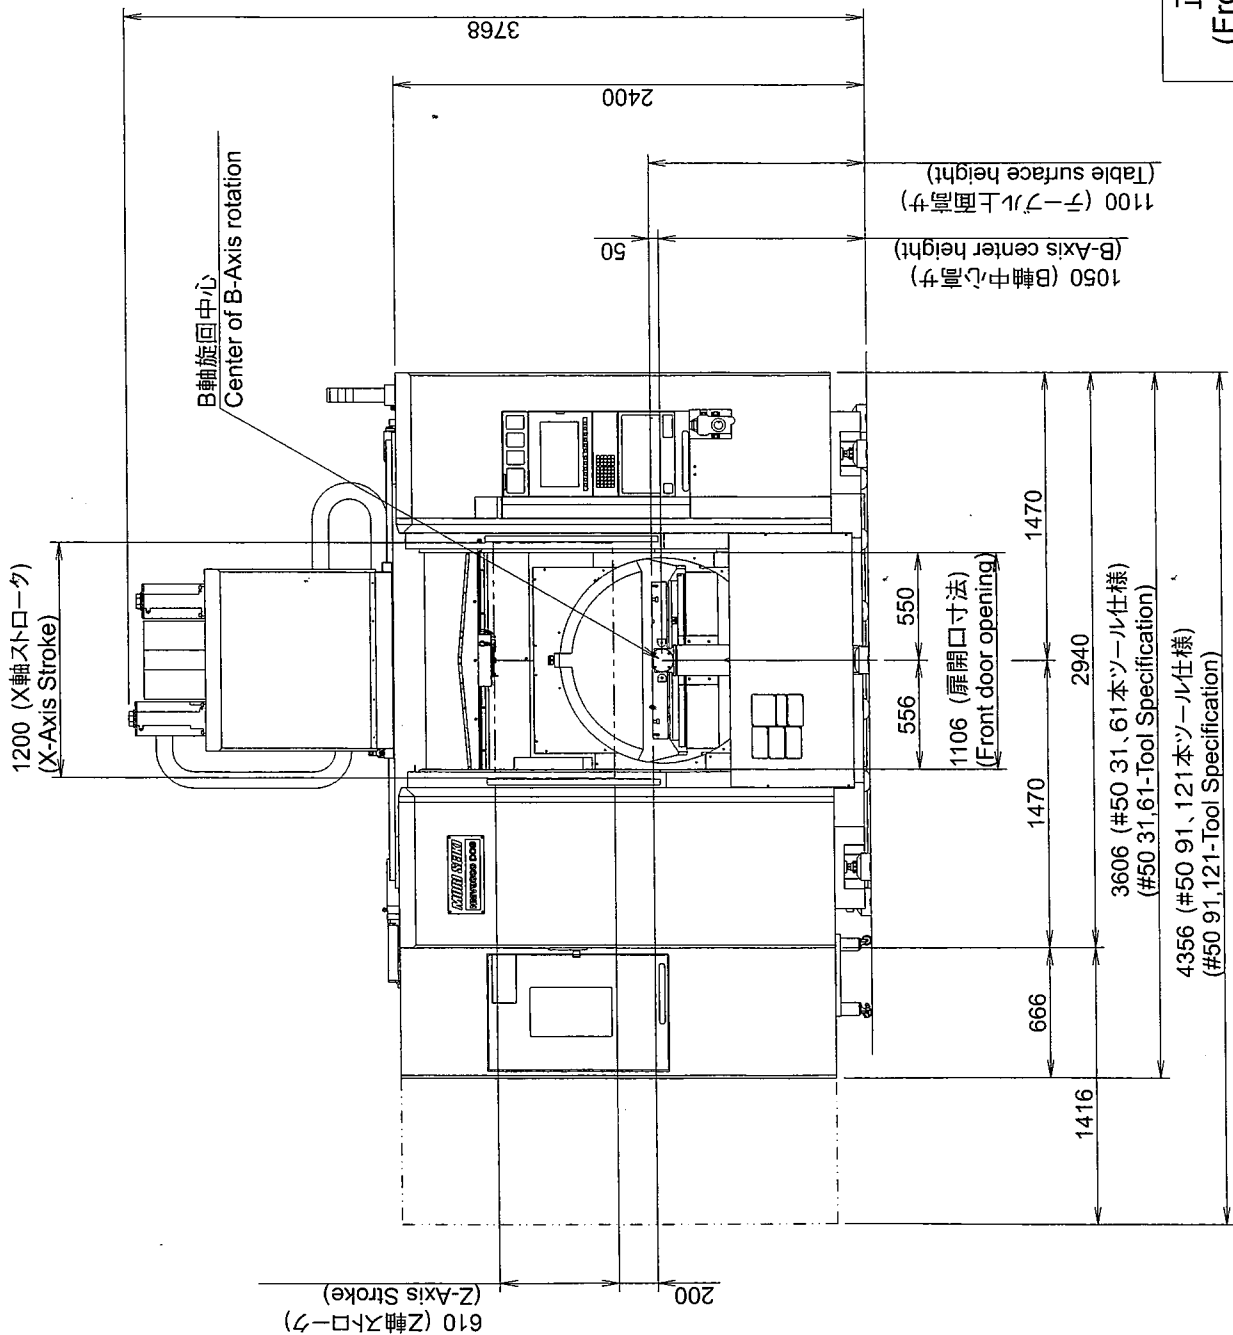 3768
2400
1200 (X軸ストローク)
(X-Axis Stroke)
B軸旋回中心
Center of B-Axis rotation
1100 (テーブル上面高サ)
(Table surface height)
50
1050 (B軸中心高サ)
(B-Axis center height)
MORI SEIKI
550
556
1106 (扉開口寸法)
(Front door opening)
1470
1470
666
2940
1416
3606 (#50 31、61本ツール仕様)
(#50 31,61-Tool Specification)
4356 (#50 91、121本ツール仕様)
(#50 91,121-Tool Specification)
610 (Z軸ストローク)
(Z-Axis Stroke)
200